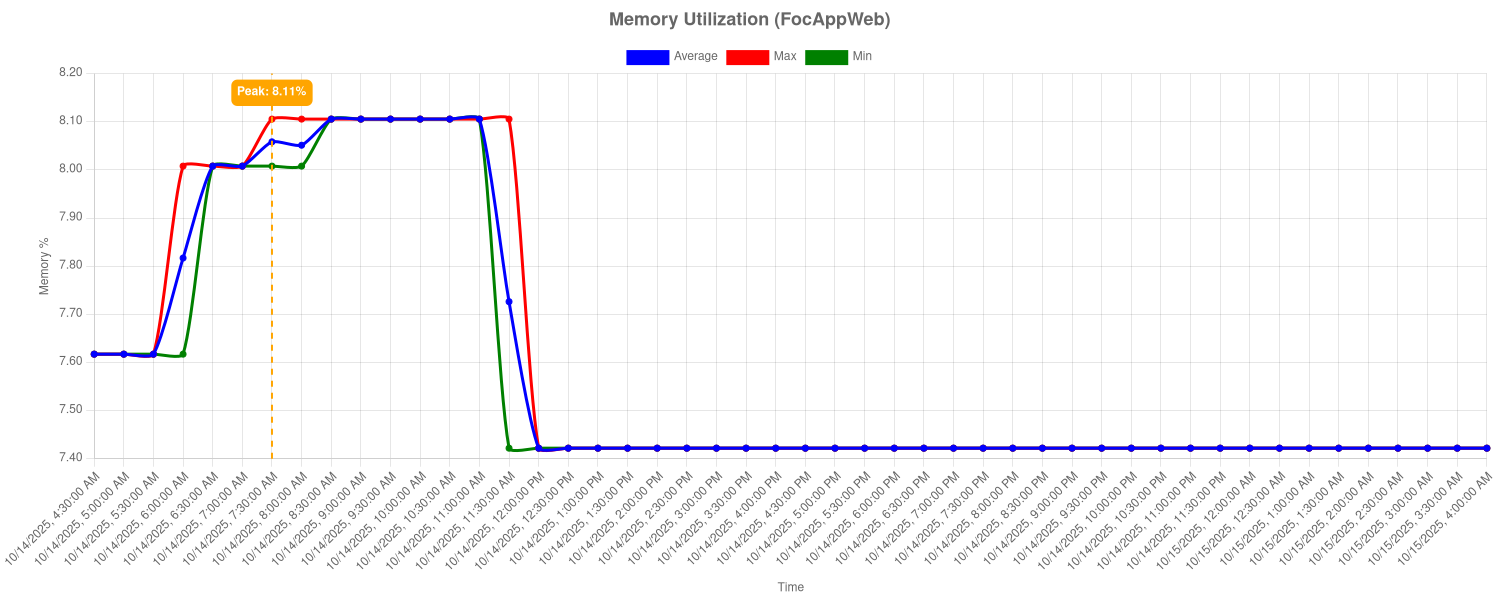 Memory Utilization (FocAppWeb)
Average Max Min
Peak: 8.11%
8.20
8.10
8.00
7.90
7.80
7.70
7.60
7.50
7.40
Memory %
10/14/2025, 4:30:00 AM
10/14/2025, 5:00:00 AM
10/14/2025, 5:30:00 AM
10/14/2025, 6:00:00 AM
10/14/2025, 6:30:00 AM
10/14/2025, 7:00:00 AM
10/14/2025, 7:30:00 AM
10/14/2025, 8:00:00 AM
10/14/2025, 8:30:00 AM
10/14/2025, 9:00:00 AM
10/14/2025, 9:30:00 AM
10/14/2025, 10:00:00 AM
10/14/2025, 10:30:00 AM
10/14/2025, 11:00:00 AM
10/14/2025, 11:30:00 AM
10/14/2025, 12:00:00 PM
10/14/2025, 12:30:00 PM
10/14/2025, 1:00:00 PM
10/14/2025, 1:30:00 PM
10/14/2025, 2:00:00 PM
10/14/2025, 2:30:00 PM
10/14/2025, 3:00:00 PM
10/14/2025, 3:30:00 PM
10/14/2025, 4:00:00 PM
10/14/2025, 4:30:00 PM
10/14/2025, 5:00:00 PM
10/14/2025, 5:30:00 PM
10/14/2025, 6:00:00 PM
10/14/2025, 6:30:00 PM
10/14/2025, 7:00:00 PM
10/14/2025, 7:30:00 PM
10/14/2025, 8:00:00 PM
10/14/2025, 8:30:00 PM
10/14/2025, 9:00:00 PM
10/14/2025, 9:30:00 PM
10/14/2025, 10:00:00 PM
10/14/2025, 10:30:00 PM
10/14/2025, 11:00:00 PM
10/14/2025, 11:30:00 PM
10/15/2025, 12:00:00 AM
10/15/2025, 12:30:00 AM
10/15/2025, 1:00:00 AM
10/15/2025, 1:30:00 AM
10/15/2025, 2:00:00 AM
10/15/2025, 2:30:00 AM
10/15/2025, 3:00:00 AM
10/15/2025, 3:30:00 AM
10/15/2025, 4:00:00 AM
Time